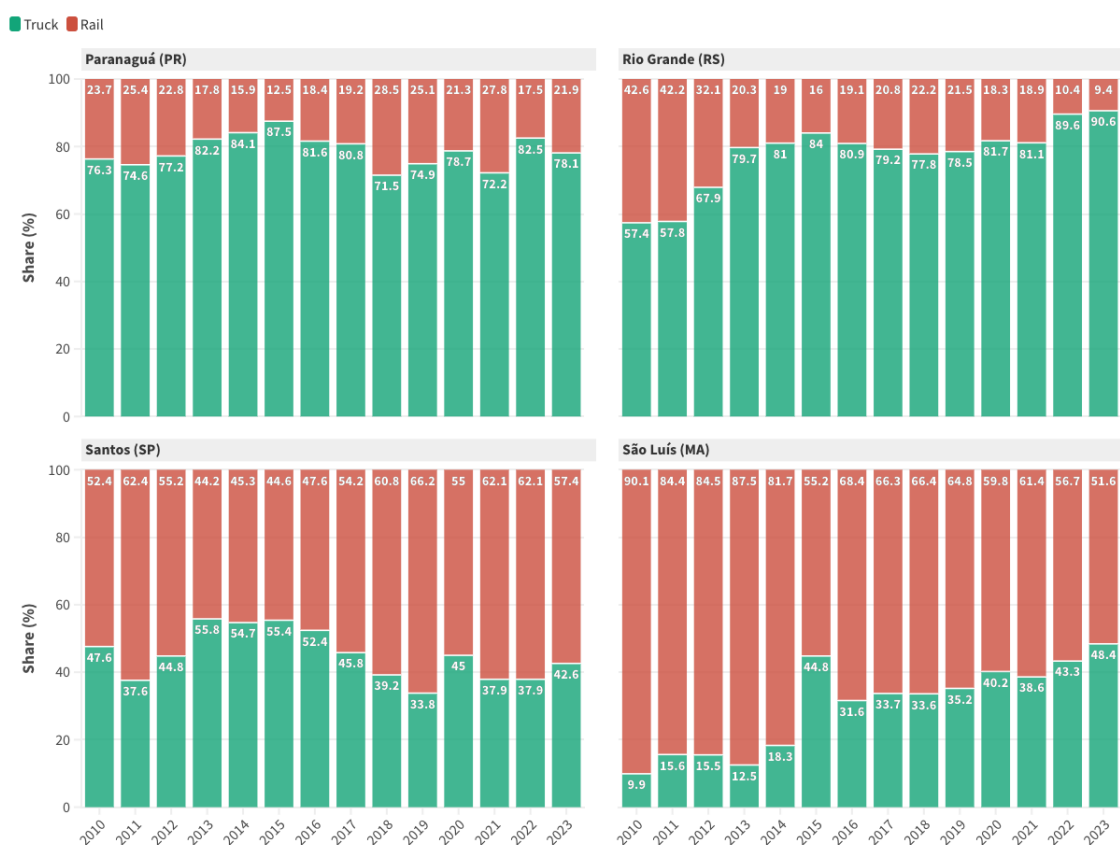 Truck Rail
Paranaguá (PR)
Share (%)
100
80
60
40
20
0
23.7 25.4 22.8 17.8 15.9 12.5 18.4 19.2 28.5 25.1 21.3 27.8 17.5 21.9
76.3 74.6 77.2 82.2 84.1 87.5 81.6 80.8 71.5 74.9 78.7 72.2 82.5 78.1
Rio Grande (RS)
42.6 42.2 32.1 20.3 19 16 19.1 20.8 22.2 21.5 18.3 18.9 10.4 9.4
57.4 57.8 67.9 79.7 81 84 80.9 79.2 77.8 78.5 81.7 81.1 89.6 90.6
Santos (SP)
Share (%)
100
80
60
40
20
0
52.4 62.4 55.2 44.2 45.3 44.6 47.6 54.2 60.8 66.2 55 62.1 62.1 57.4
47.6 37.6 44.8 55.8 54.7 55.4 52.4 45.8 39.2 33.8 45 37.9 37.9 42.6
2010 2011 2012 2013 2014 2015 2016 2017 2018 2019 2020 2021 2022 2023
São Luís (MA)
90.1 84.4 84.5 87.5 81.7 55.2 68.4 66.3 66.4 64.8 59.8 61.4 56.7 51.6
9.9 15.6 15.5 12.5 18.3 44.8 31.6 33.7 33.6 35.2 40.2 38.6 43.3 48.4
2010 2011 2012 2013 2014 2015 2016 2017 2018 2019 2020 2021 2022 2023